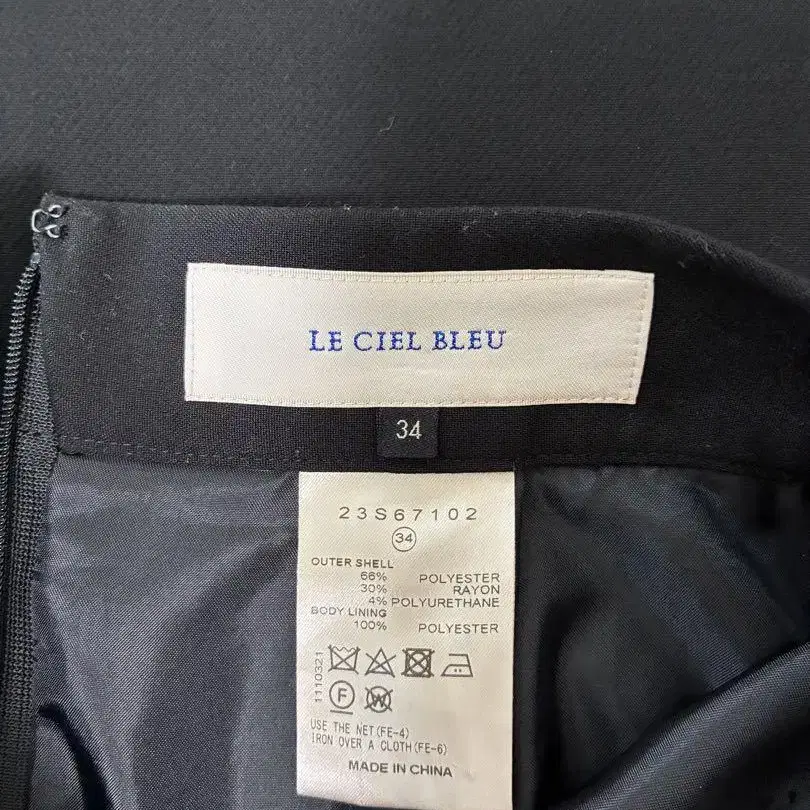 LE CIEL BLEU
34
23S67102
34
OUTER SHELL
66% POLYESTER
30% RAYON
4% POLYURETHANE
BODY LINING
100% POLYESTER
1110321
F W
USE THE NET(FE-4)
IRON OVER A CLOTH(FE-6)
MADE IN CHINA